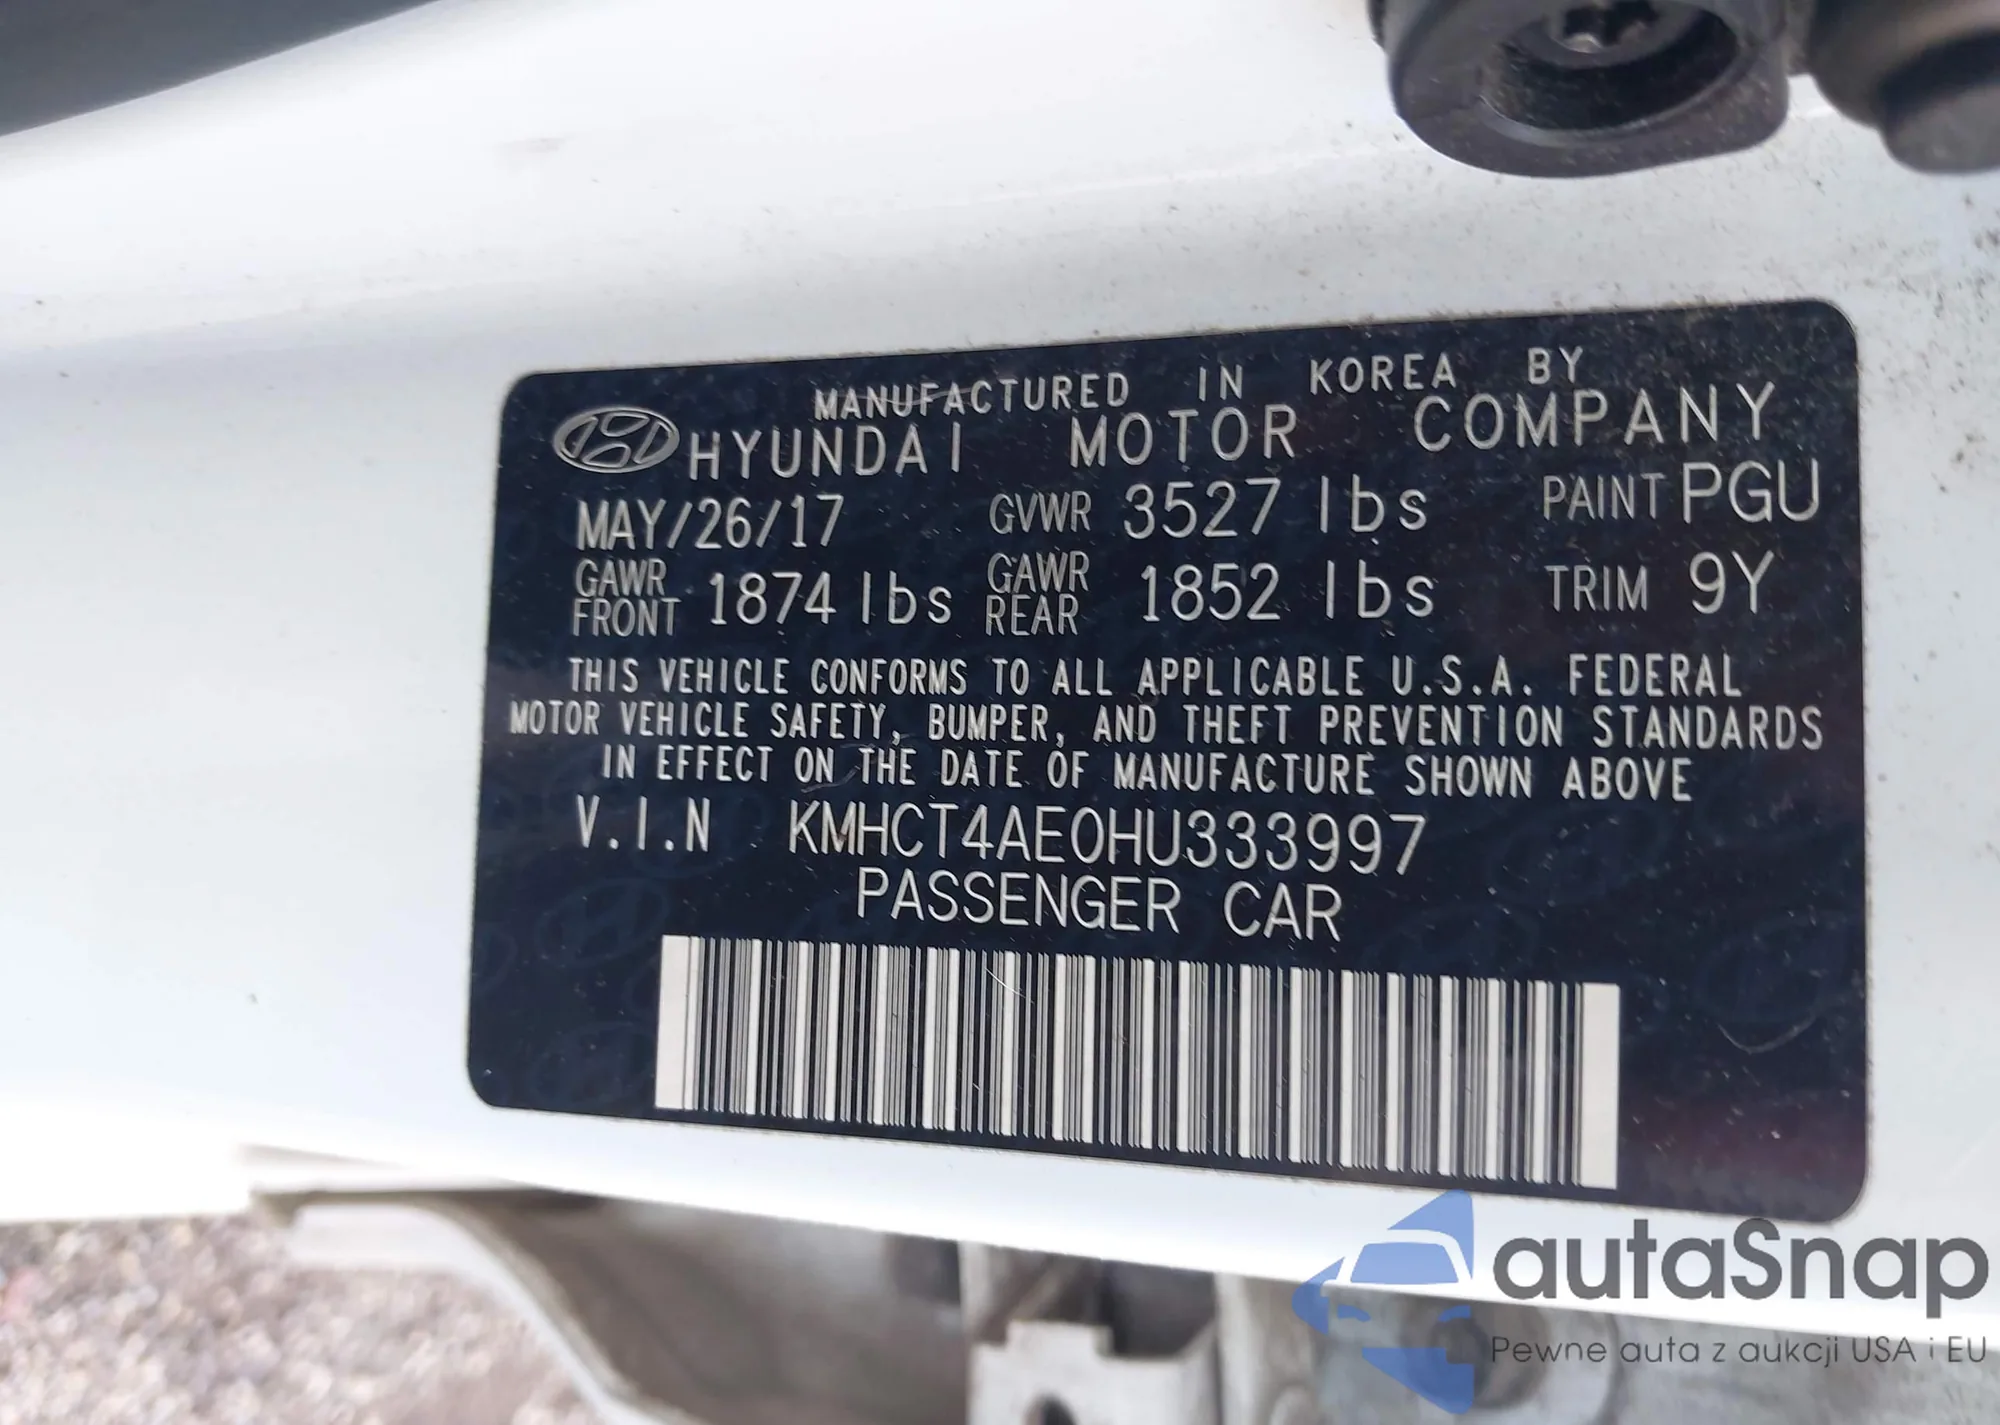 MANUFACTURED IN KOREA BY
HYUNDAI MOTOR COMPANY
MAY/26/17 GVWR 3527 lbs PAINT PGU
GAWR FRONT 1874 lbs GAWR REAR 1852 lbs TRIM 9Y
THIS VEHICLE CONFORMS TO ALL APPLICABLE U.S.A. FEDERAL
MOTOR VEHICLE SAFETY, BUMPER, AND THEFT PREVENTION STANDARDS
IN EFFECT ON THE DATE OF MANUFACTURE SHOWN ABOVE
V.I.N KMHCT4AE0HU333997
PASSENGER CAR
autaSnap
Pewne auta z aukcji USA i EU